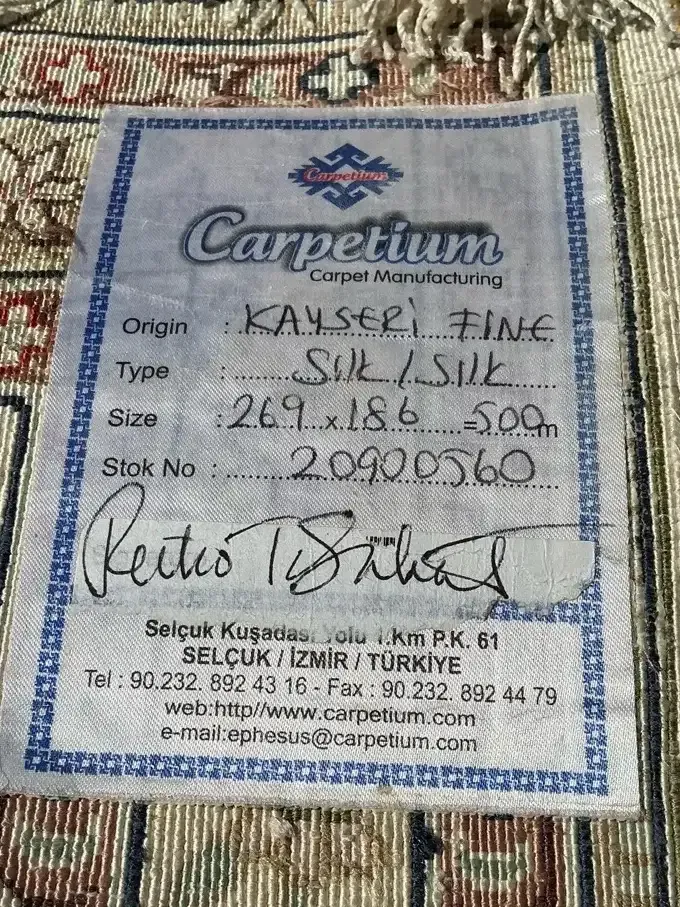 Carpetium
Carpetium
Carpet Manufacturing
Origin : KAYSERİ FINE
Type : SILK / SILK
Size : 269 x 186 = 500m
Stok No : 20900560
Selçuk Kuşadası Yolu 1.Km P.K. 61
SELÇUK / İZMİR / TÜRKİYE
Tel : 90.232. 892 43 16 - Fax : 90.232. 892 44 79
web:http//www.carpetium.com
e-mail:ephesus@carpetium.com